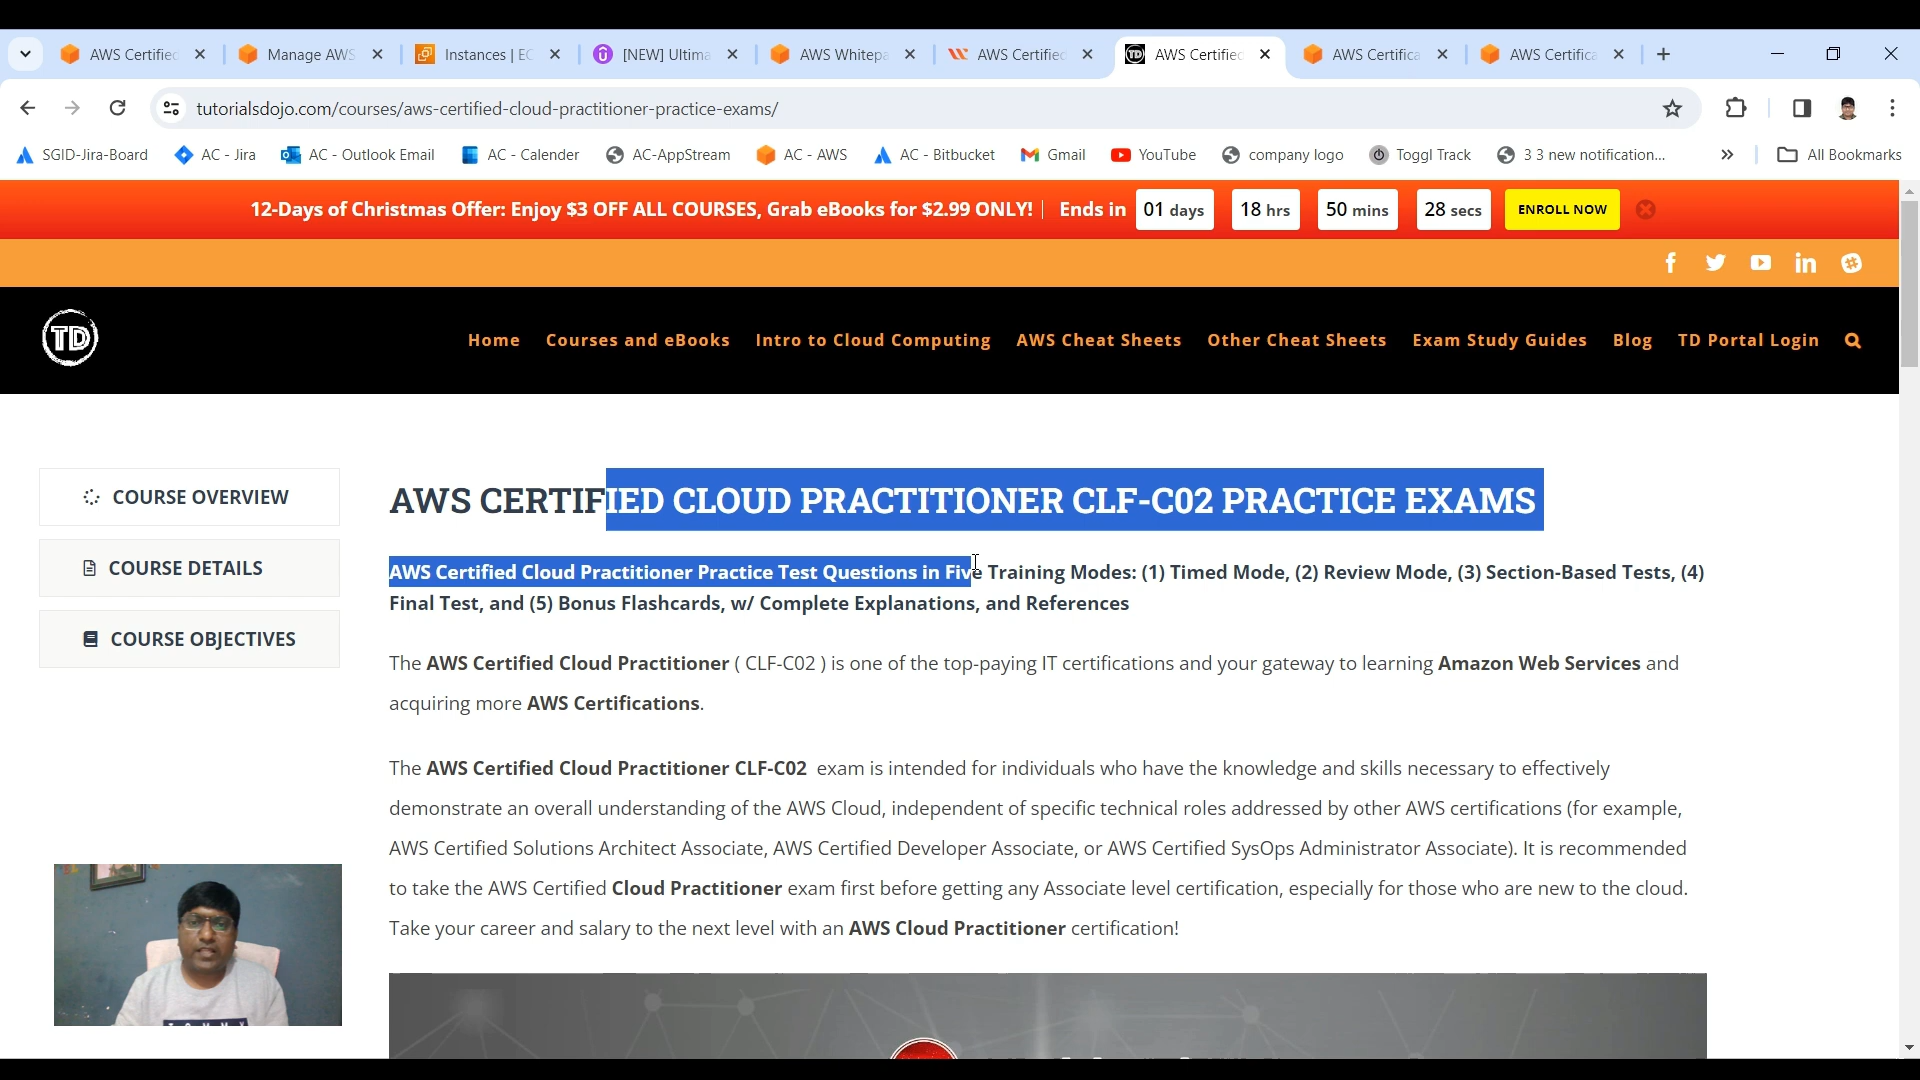 AWS Certified
Manage AWS
Instances | EC
[NEW] Ultima
AWS Whitepa
AWS Certified
AWS Certified
AWS Certifica
AWS Certifica
tutorialsdojo.com/courses/aws-certified-cloud-practitioner-practice-exams/
SGID-Jira-Board
AC - Jira
AC - Outlook Email
AC - Calender
AC-AppStream
AC - AWS
AC - Bitbucket
Gmail
YouTube
company logo
Toggl Track
3 3 new notification...
All Bookmarks
12-Days of Christmas Offer: Enjoy $3 OFF ALL COURSES, Grab eBooks for $2.99 ONLY! | Ends in 01 days 18 hrs 50 mins 28 secs ENROLL NOW
TD
Home Courses and eBooks Intro to Cloud Computing AWS Cheat Sheets Other Cheat Sheets Exam Study Guides Blog TD Portal Login
COURSE OVERVIEW
COURSE DETAILS
COURSE OBJECTIVES
AWS CERTIFIED CLOUD PRACTITIONER CLF-C02 PRACTICE EXAMS
AWS Certified Cloud Practitioner Practice Test Questions in Five Training Modes: (1) Timed Mode, (2) Review Mode, (3) Section-Based Tests, (4)
Final Test, and (5) Bonus Flashcards, w/ Complete Explanations, and References
The AWS Certified Cloud Practitioner ( CLF-C02 ) is one of the top-paying IT certifications and your gateway to learning Amazon Web Services and
acquiring more AWS Certifications.
The AWS Certified Cloud Practitioner CLF-C02 exam is intended for individuals who have the knowledge and skills necessary to effectively
demonstrate an overall understanding of the AWS Cloud, independent of specific technical roles addressed by other AWS certifications (for example,
AWS Certified Solutions Architect Associate, AWS Certified Developer Associate, or AWS Certified SysOps Administrator Associate). It is recommended
to take the AWS Certified Cloud Practitioner exam first before getting any Associate level certification, especially for those who are new to the cloud.
Take your career and salary to the next level with an AWS Cloud Practitioner certification!